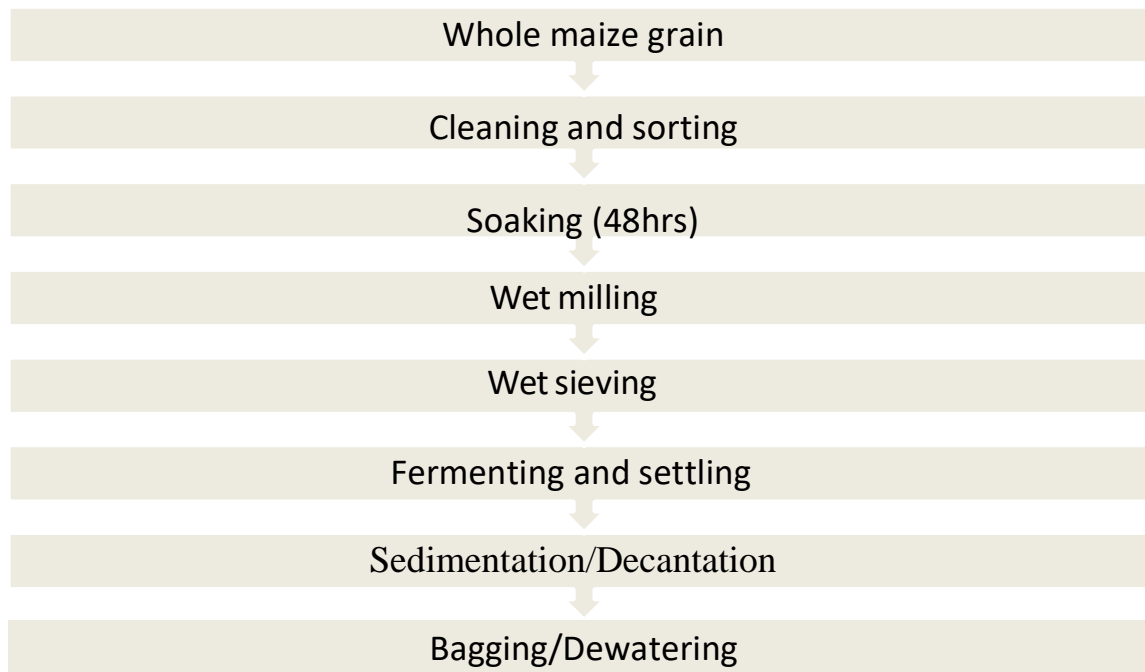 Whole maize grain
Cleaning and sorting
Soaking (48hrs)
Wet milling
Wet sieving
Fermenting and settling
Sedimentation/Decantation
Bagging/Dewatering